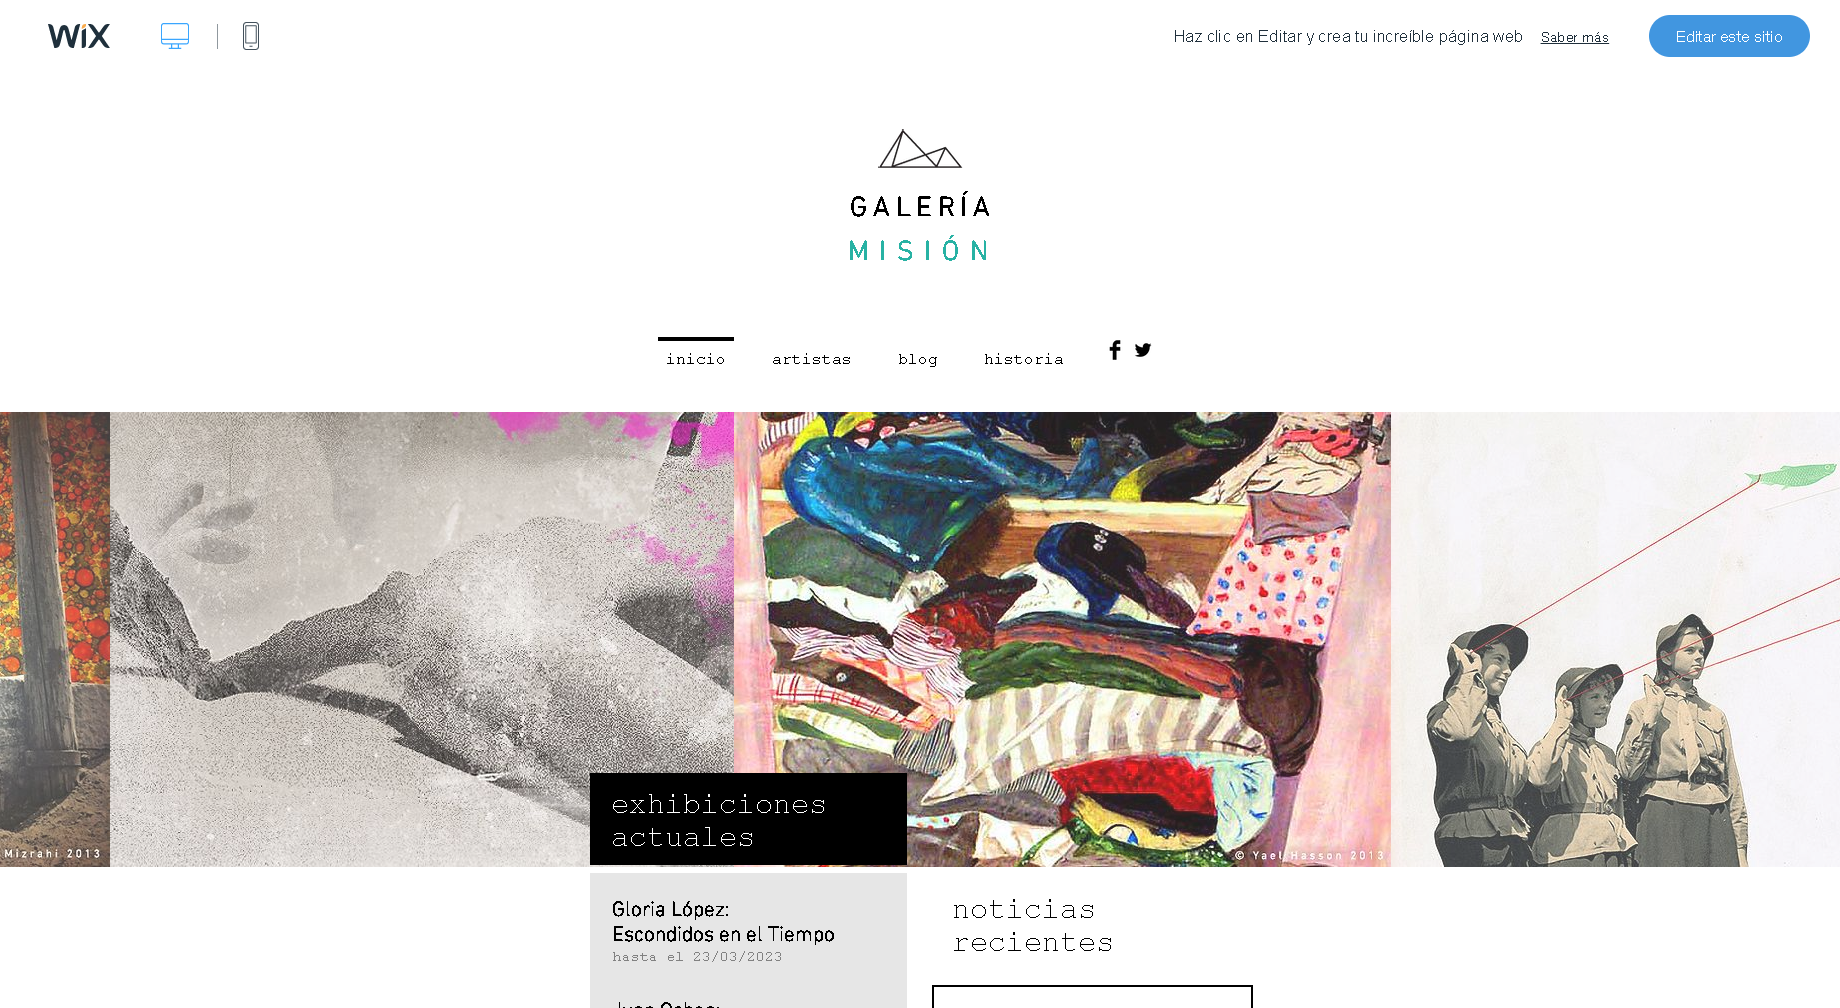 WiX
Haz clic en Editar y crea tu increíble página web
Saber más
Editar este sitio
GALERÍA
MISIÓN
inicio
artistas
blog
historia
Mizrahi 2013
© Yael Hasson 2013
exhibiciones
actuales
Gloria López:
Escondidos en el Tiempo
hasta el 23/03/2023
noticias
recientes